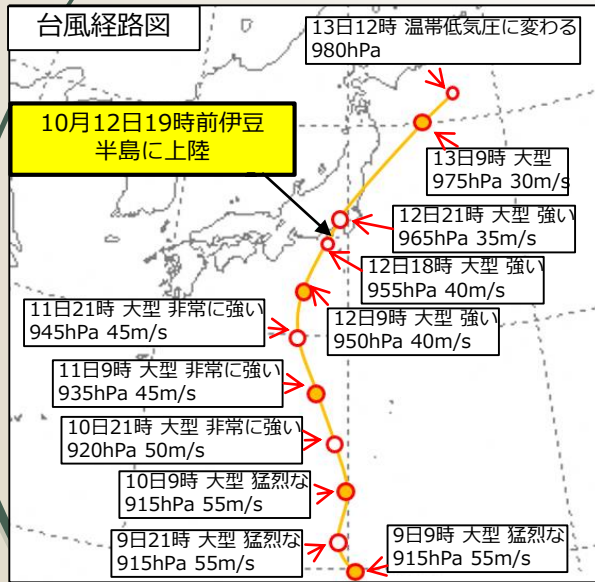 台風経路図
13日12時 温帯低気圧に変わる
980hPa
10月12日19時前伊豆
半島に上陸
13日9時 大型
975hPa 30m/s
12日21時 大型 強い
965hPa 35m/s
12日18時 大型 強い
955hPa 40m/s
11日21時 大型 非常に強い
945hPa 45m/s
12日9時 大型 強い
950hPa 40m/s
11日9時 大型 非常に強い
935hPa 45m/s
10日21時 大型 非常に強い
920hPa 50m/s
10日9時 大型 猛烈な
915hPa 55m/s
9日21時 大型 猛烈な
915hPa 55m/s
9日9時 大型 猛烈な
915hPa 55m/s